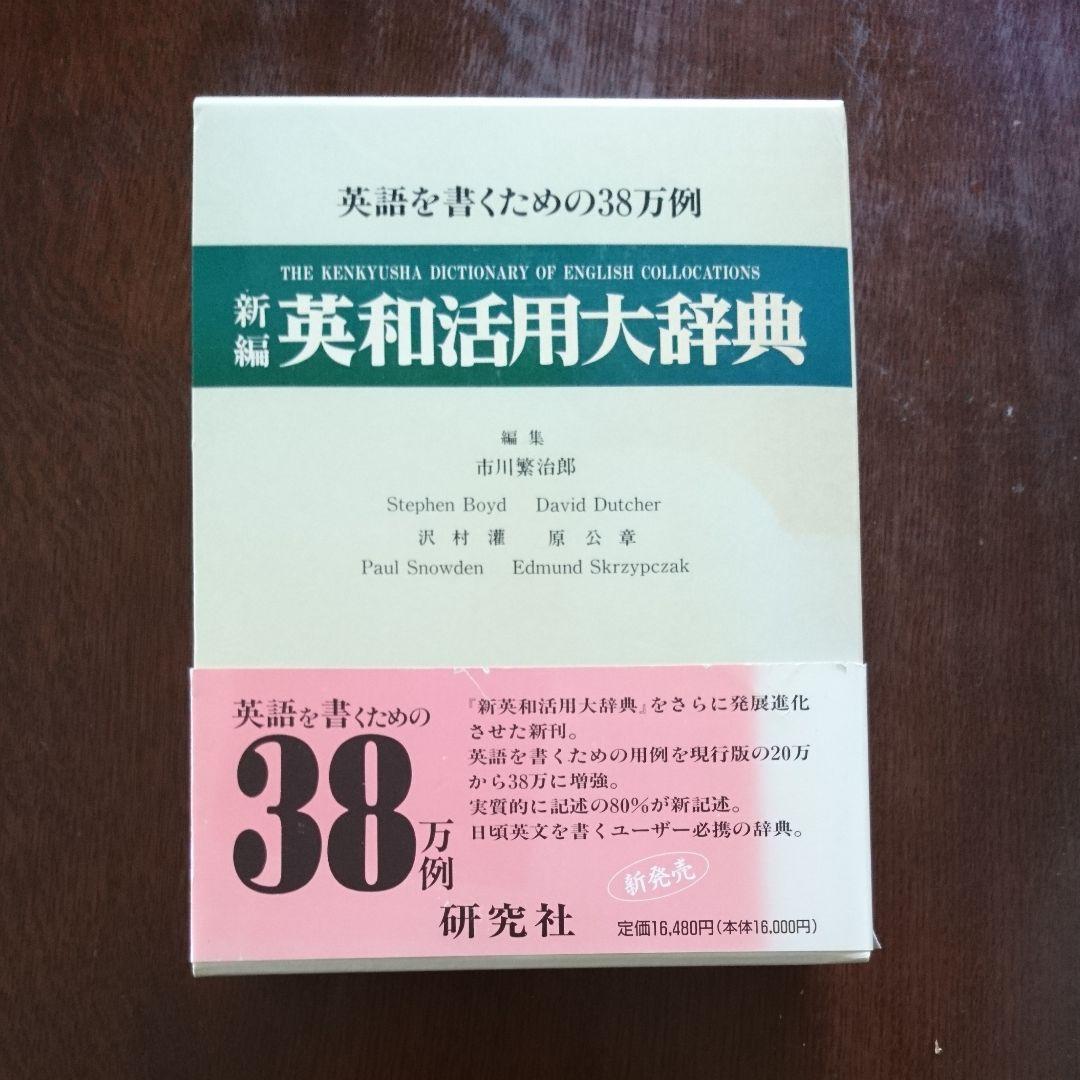 英語を書くための38万例
THE KENKYUSHA DICTIONARY OF ENGLISH COLLOCATIONS
新編 英和活用大辞典
編集
市川繁治郎
Stephen Boyd David Dutcher
沢村灌 原公章
Paul Snowden Edmund Skrzypczak
英語を書くための
38万例
『新英和活用大辞典』をさらに発展進化
させた新刊。
英語を書くための用例を現行版の20万
から38万に増強。
実質的に記述の80%が新記述。
日頃英文を書くユーザー必携の辞典。
新発売
研究社
定価16,480円(本体16,000円)